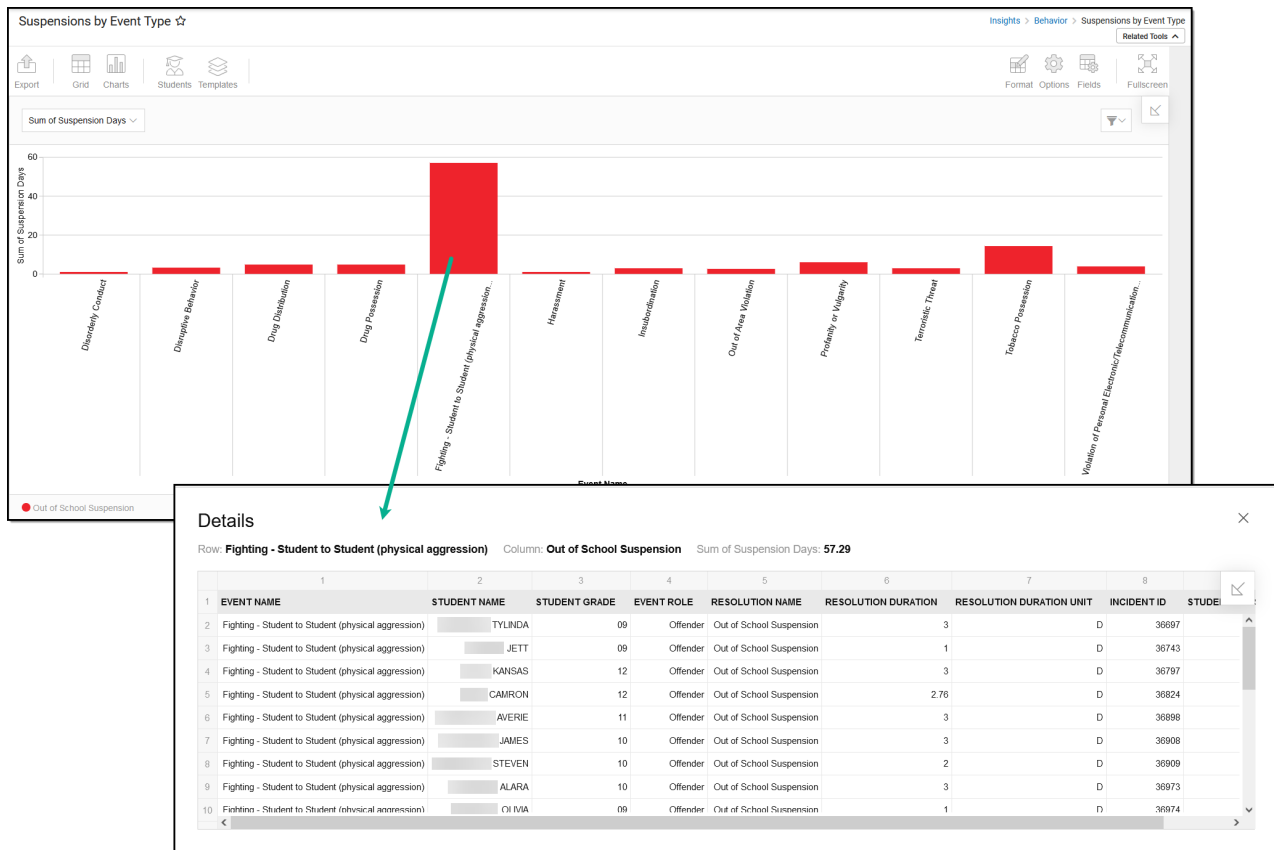 Suspensions by Event Type
Insights > Behavior > Suspensions by Event Type
Related Tools
Export Grid Charts Students Templates Format Options Fields Fullscreen
Sum of Suspension Days
Sum of Suspension Days
60
40
20
0
Disorderly Conduct
Disruptive Behavior
Drug Distribution
Drug Possession
Fighting - Student to Student (physical aggression...
Harassment
Insubordination
Out of Area Violation
Profanity or Vulgarity
Terroristic Threat
Tobacco Possession
Violation of Personal Electronic/Telecommunication...
Event Name
Out of School Suspension
Details
Row: Fighting - Student to Student (physical aggression) Column: Out of School Suspension Sum of Suspension Days: 57.29
1 2 3 4 5 6 7 8
1 EVENT NAME STUDENT NAME STUDENT GRADE EVENT ROLE RESOLUTION NAME RESOLUTION DURATION RESOLUTION DURATION UNIT INCIDENT ID
2 Fighting - Student to Student (physical aggression) TYLINDA 09 Offender Out of School Suspension 3 D 36697
3 Fighting - Student to Student (physical aggression) JETT 09 Offender Out of School Suspension 1 D 36743
4 Fighting - Student to Student (physical aggression) KANSAS 12 Offender Out of School Suspension 3 D 36797
5 Fighting - Student to Student (physical aggression) CAMRON 12 Offender Out of School Suspension 2.76 D 36824
6 Fighting - Student to Student (physical aggression) AVERIE 11 Offender Out of School Suspension 3 D 36898
7 Fighting - Student to Student (physical aggression) JAMES 10 Offender Out of School Suspension 3 D 36908
8 Fighting - Student to Student (physical aggression) STEVEN 10 Offender Out of School Suspension 2 D 36909
9 Fighting - Student to Student (physical aggression) ALARA 10 Offender Out of School Suspension 3 D 36973
10 Fighting - Student to Student (physical aggression) OLIVIA 09 Offender Out of School Suspension 1 D 36974